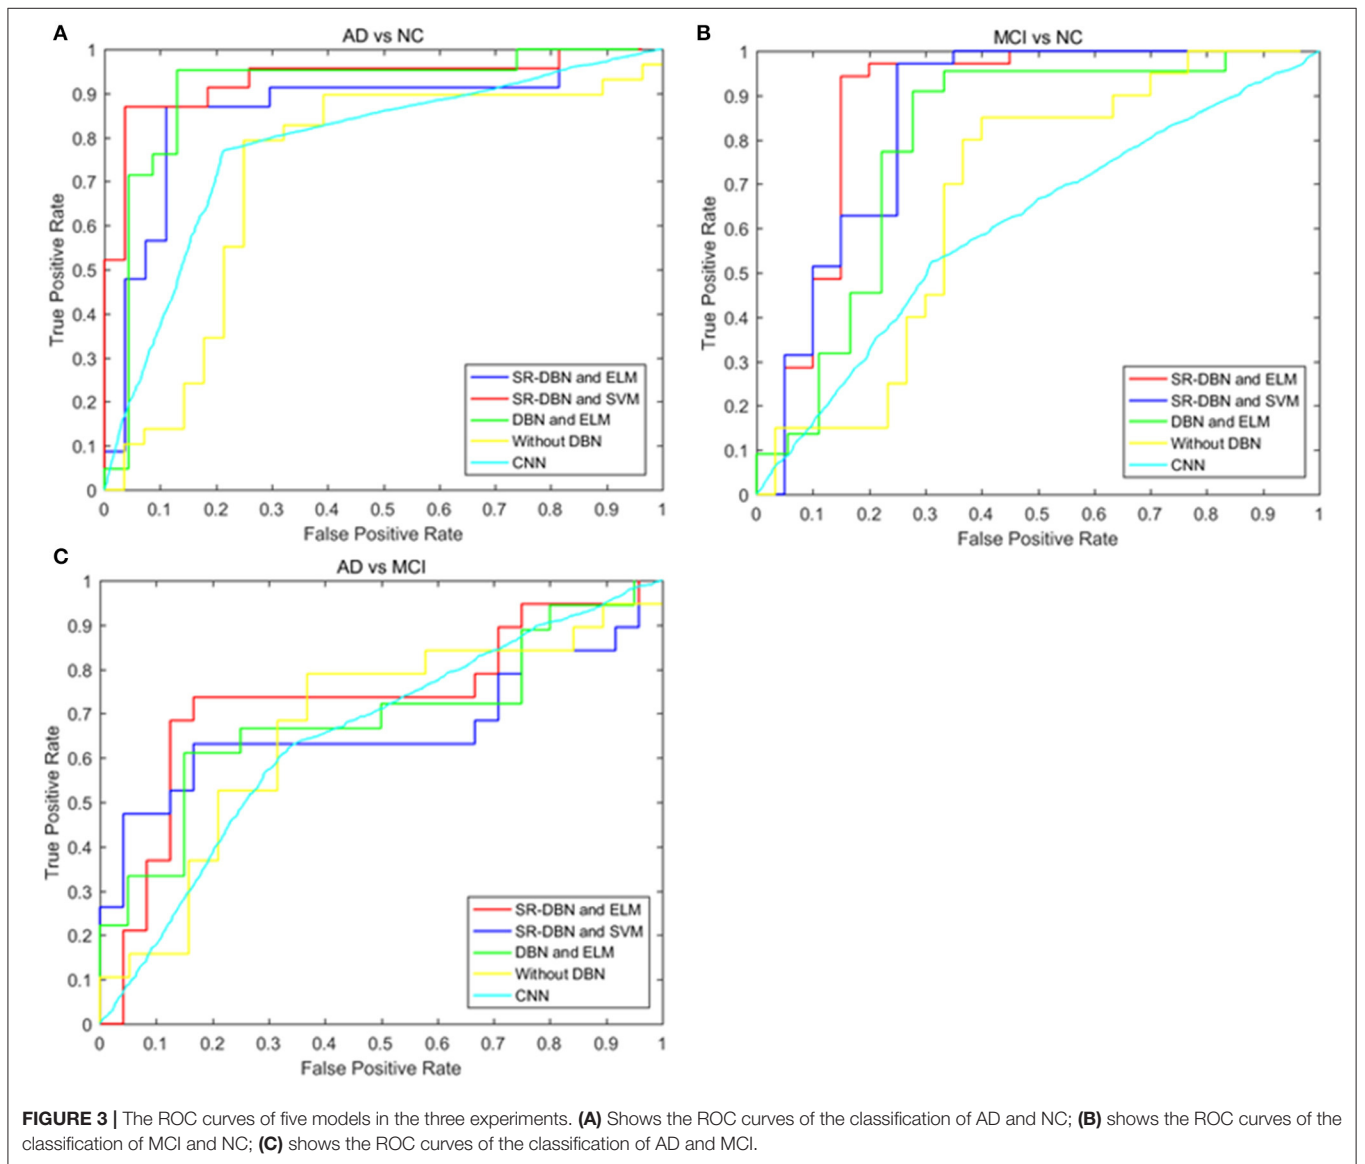 A
AD vs NC
True Positive Rate
1
0.9
0.8
0.7
0.6
0.5
0.4
0.3
0.2
0.1
0
0 0.1 0.2 0.3 0.4 0.5 0.6 0.7 0.8 0.9 1
False Positive Rate
SR-DBN and ELM
SR-DBN and SVM
DBN and ELM
Without DBN
CNN
B
MCI vs NC
True Positive Rate
1
0.9
0.8
0.7
0.6
0.5
0.4
0.3
0.2
0.1
0
0 0.1 0.2 0.3 0.4 0.5 0.6 0.7 0.8 0.9 1
False Positive Rate
SR-DBN and ELM
SR-DBN and SVM
DBN and ELM
Without DBN
CNN
C
AD vs MCI
True Positive Rate
1
0.9
0.8
0.7
0.6
0.5
0.4
0.3
0.2
0.1
0
0 0.1 0.2 0.3 0.4 0.5 0.6 0.7 0.8 0.9 1
False Positive Rate
SR-DBN and ELM
SR-DBN and SVM
DBN and ELM
Without DBN
CNN
FIGURE 3 | The ROC curves of five models in the three experiments. (A) Shows the ROC curves of the classification of AD and NC; (B) shows the ROC curves of the
classification of MCI and NC; (C) shows the ROC curves of the classification of AD and MCI.